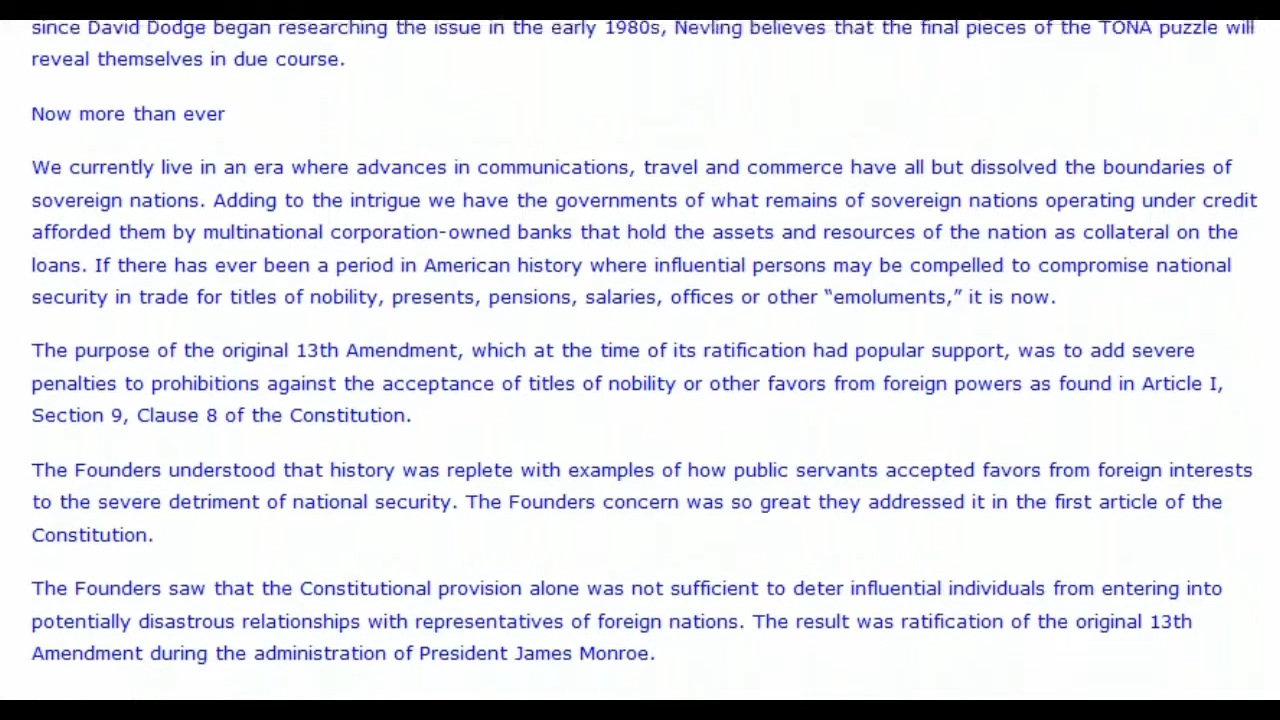 since David Dodge began researching the issue in the early 1980s, Nevling believes that the final pieces of the TONA puzzle will
reveal themselves in due course.
Now more than ever
We currently live in an era where advances in communications, travel and commerce have all but dissolved the boundaries of
sovereign nations. Adding to the intrigue we have the governments of what remains of sovereign nations operating under credit
afforded them by multinational corporation-owned banks that hold the assets and resources of the nation as collateral on the
loans. If there has ever been a period in American history where influential persons may be compelled to compromise national
security in trade for titles of nobility, presents, pensions, salaries, offices or other “emoluments,” it is now.
The purpose of the original 13th Amendment, which at the time of its ratification had popular support, was to add severe
penalties to prohibitions against the acceptance of titles of nobility or other favors from foreign powers as found in Article I,
Section 9, Clause 8 of the Constitution.
The Founders understood that history was replete with examples of how public servants accepted favors from foreign interests
to the severe detriment of national security. The Founders concern was so great they addressed it in the first article of the
Constitution.
The Founders saw that the Constitutional provision alone was not sufficient to deter influential individuals from entering into
potentially disastrous relationships with representatives of foreign nations. The result was ratification of the original 13th
Amendment during the administration of President James Monroe.